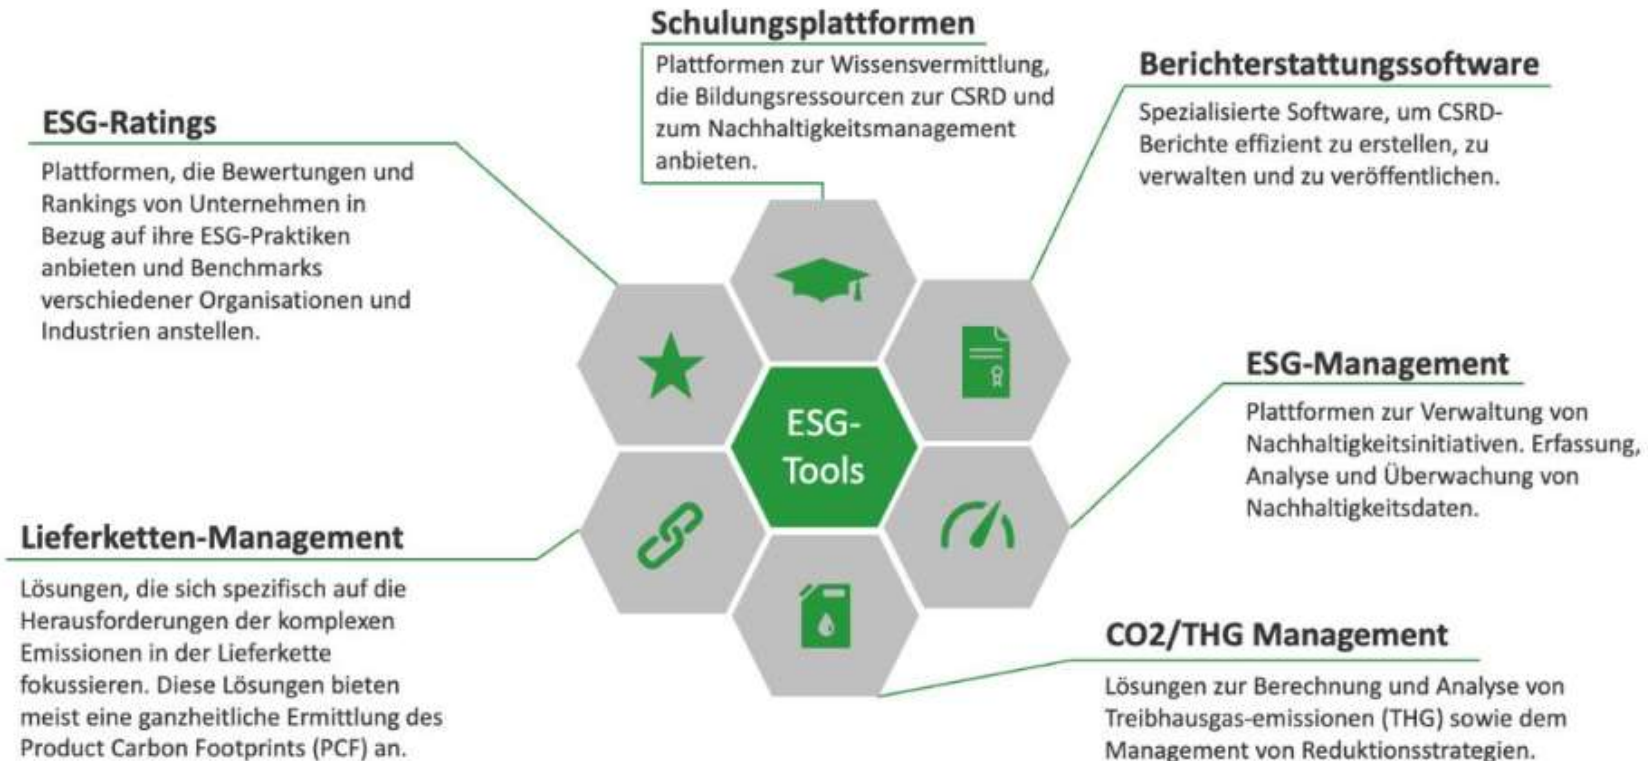 Schulungsplattformen
Plattformen zur Wissensvermittlung,
die Bildungsressourcen zur CSRD und
zum Nachhaltigkeitsmanagement
anbieten.
Berichterstattungssoftware
Spezialisierte Software, um CSRD-
Berichte effizient zu erstellen, zu
verwalten und zu veröffentlichen.
ESG-Ratings
Plattformen, die Bewertungen und
Rankings von Unternehmen in
Bezug auf ihre ESG-Praktiken
anbieten und Benchmarks
verschiedener Organisationen und
Industrien anstellen.
ESG-
Tools
ESG-Management
Plattformen zur Verwaltung von
Nachhaltigkeitsinitiativen. Erfassung,
Analyse und Überwachung von
Nachhaltigkeitsdaten.
Lieferketten-Management
Lösungen, die sich spezifisch auf die
Herausforderungen der komplexen
Emissionen in der Lieferkette
fokussieren. Diese Lösungen bieten
meist eine ganzheitliche Ermittlung des
Product Carbon Footprints (PCF) an.
CO2/THG Management
Lösungen zur Berechnung und Analyse von
Treibhausgas-emissionen (THG) sowie dem
Management von Reduktionsstrategien.